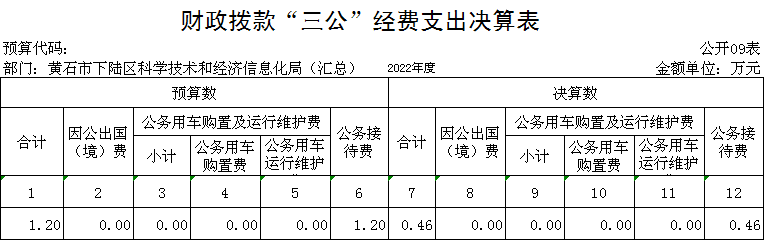 财政拨款“三公”经费支出决算表
预算代码: 公开09表
部门: 黄石市下陆区科学技术和经济信息化局（汇总） 2022年度 金额单位: 万元
预算数 决算数
合计 因公出国（境）费 公务用车购置及运行维护费 公务接待费 合计 因公出国（境）费 公务用车购置及运行维护费 公务接待费
小计 公务用车购置费 公务用车运行维护 小计 公务用车购置费 公务用车运行维护
1 2 3 4 5 6 7 8 9 10 11 12
1.20 0.00 0.00 0.00 0.00 1.20 0.46 0.00 0.00 0.00 0.00 0.46